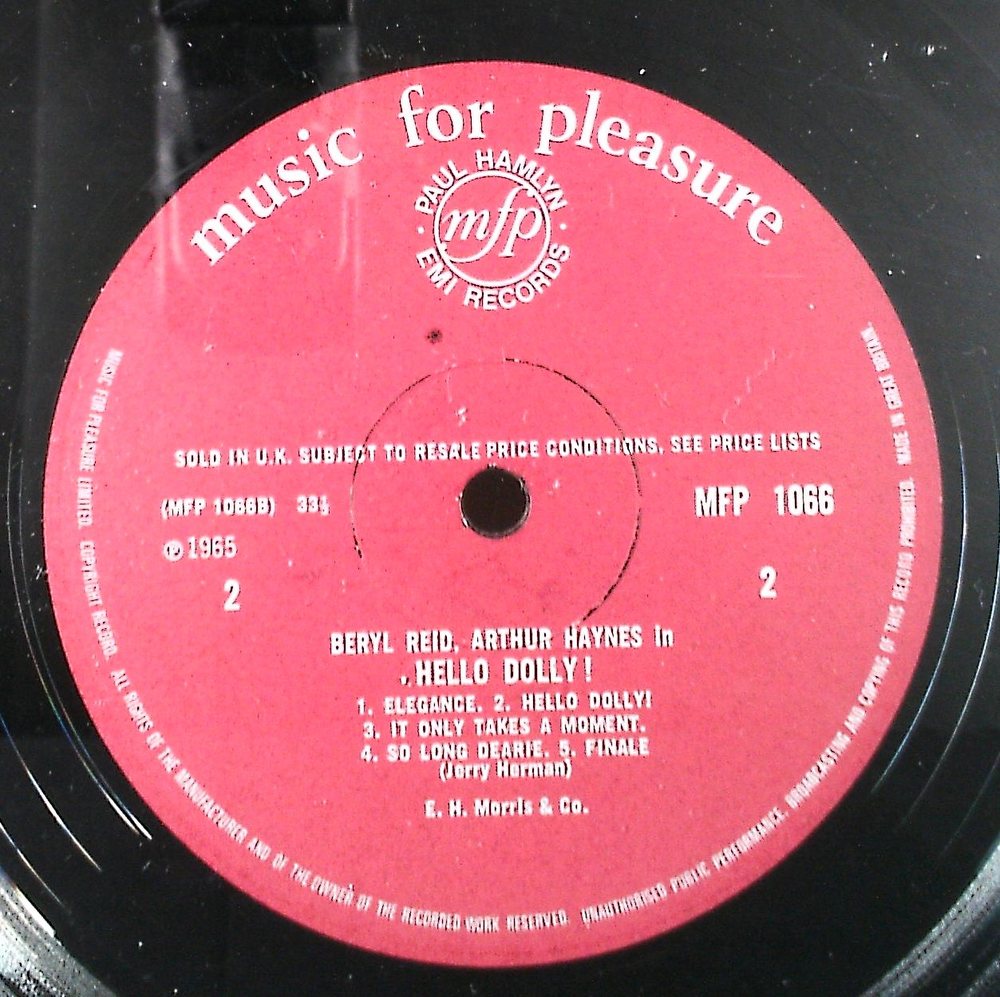 music for pleasure
PAUL HAMLYN
mfp
EMI RECORDS
SOLD IN U.K. SUBJECT TO RESALE PRICE CONDITIONS, SEE PRICE LISTS
(MFP 1066B) 33⅓
MFP 1066
℗ 1965
2
2
BERYL REID, ARTHUR HAYNES in
HELLO DOLLY!
1. ELEGANCE. 2. HELLO DOLLY!
3. IT ONLY TAKES A MOMENT.
4. SO LONG DEARIE. 5. FINALE
(Jerry Herman)
E. H. Morris & Co.
MUSIC FOR PLEASURE LIMITED. COPYRIGHT RECORD. ALL RIGHTS OF THE MANUFACTURER AND OF THE OWNER OF THE RECORDED WORK RESERVED. UNAUTHORISED PUBLIC PERFORMANCE, BROADCASTING AND COPYING OF THIS RECORD PROHIBITED. MADE IN GREAT BRITAIN.